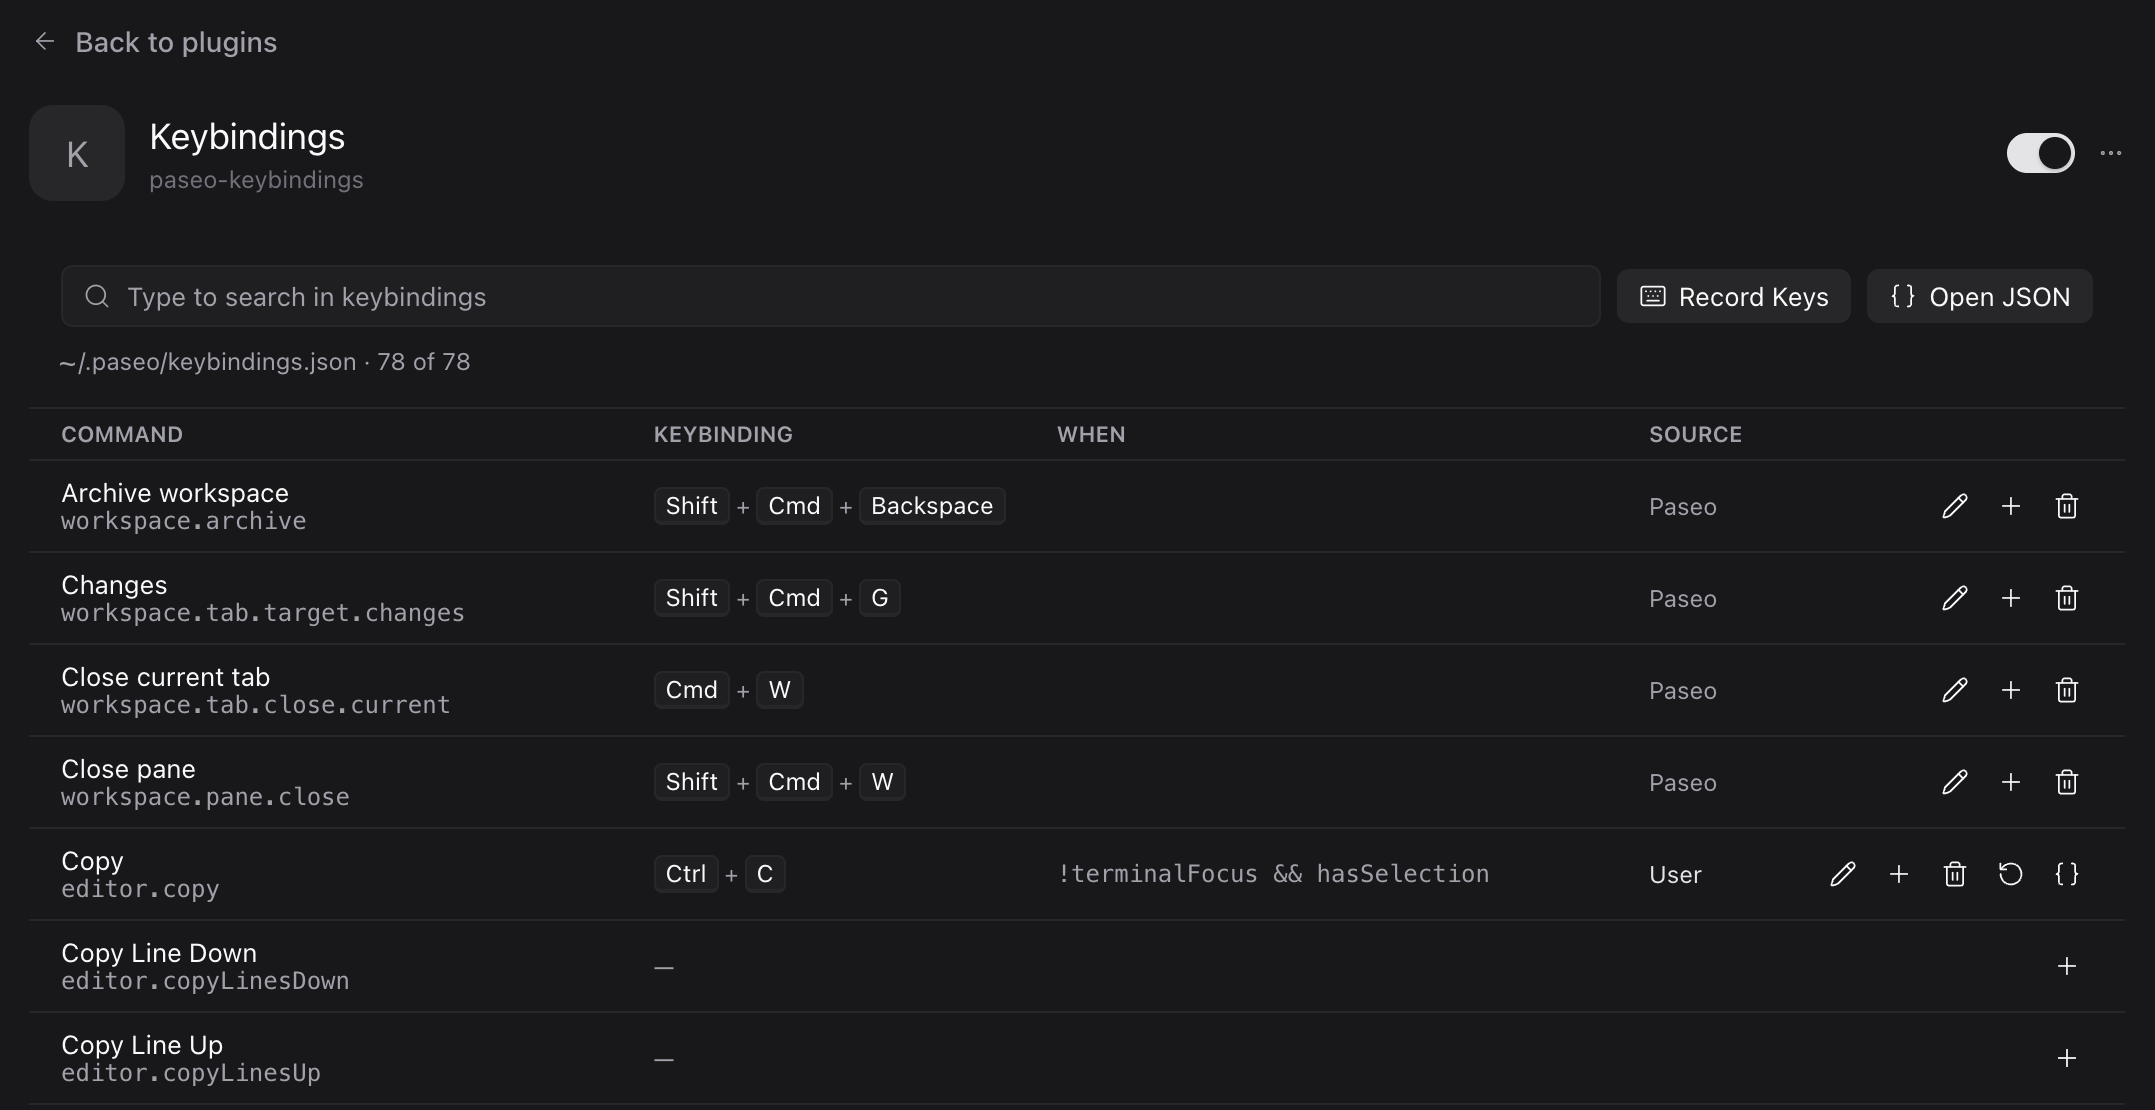 Back to plugins
K
Keybindings
paseo-keybindings
Type to search in keybindings
Record Keys
{} Open JSON
~/.paseo/keybindings.json · 78 of 78
COMMAND KEYBINDING WHEN SOURCE
Archive workspace
workspace.archive
Shift + Cmd + Backspace
Paseo
Changes
workspace.tab.target.changes
Shift + Cmd + G
Paseo
Close current tab
workspace.tab.close.current
Cmd + W
Paseo
Close pane
workspace.pane.close
Shift + Cmd + W
Paseo
Copy
editor.copy
Ctrl + C
!terminalFocus && hasSelection
User
{}
Copy Line Down
editor.copyLinesDown
—
Copy Line Up
editor.copyLinesUp
—